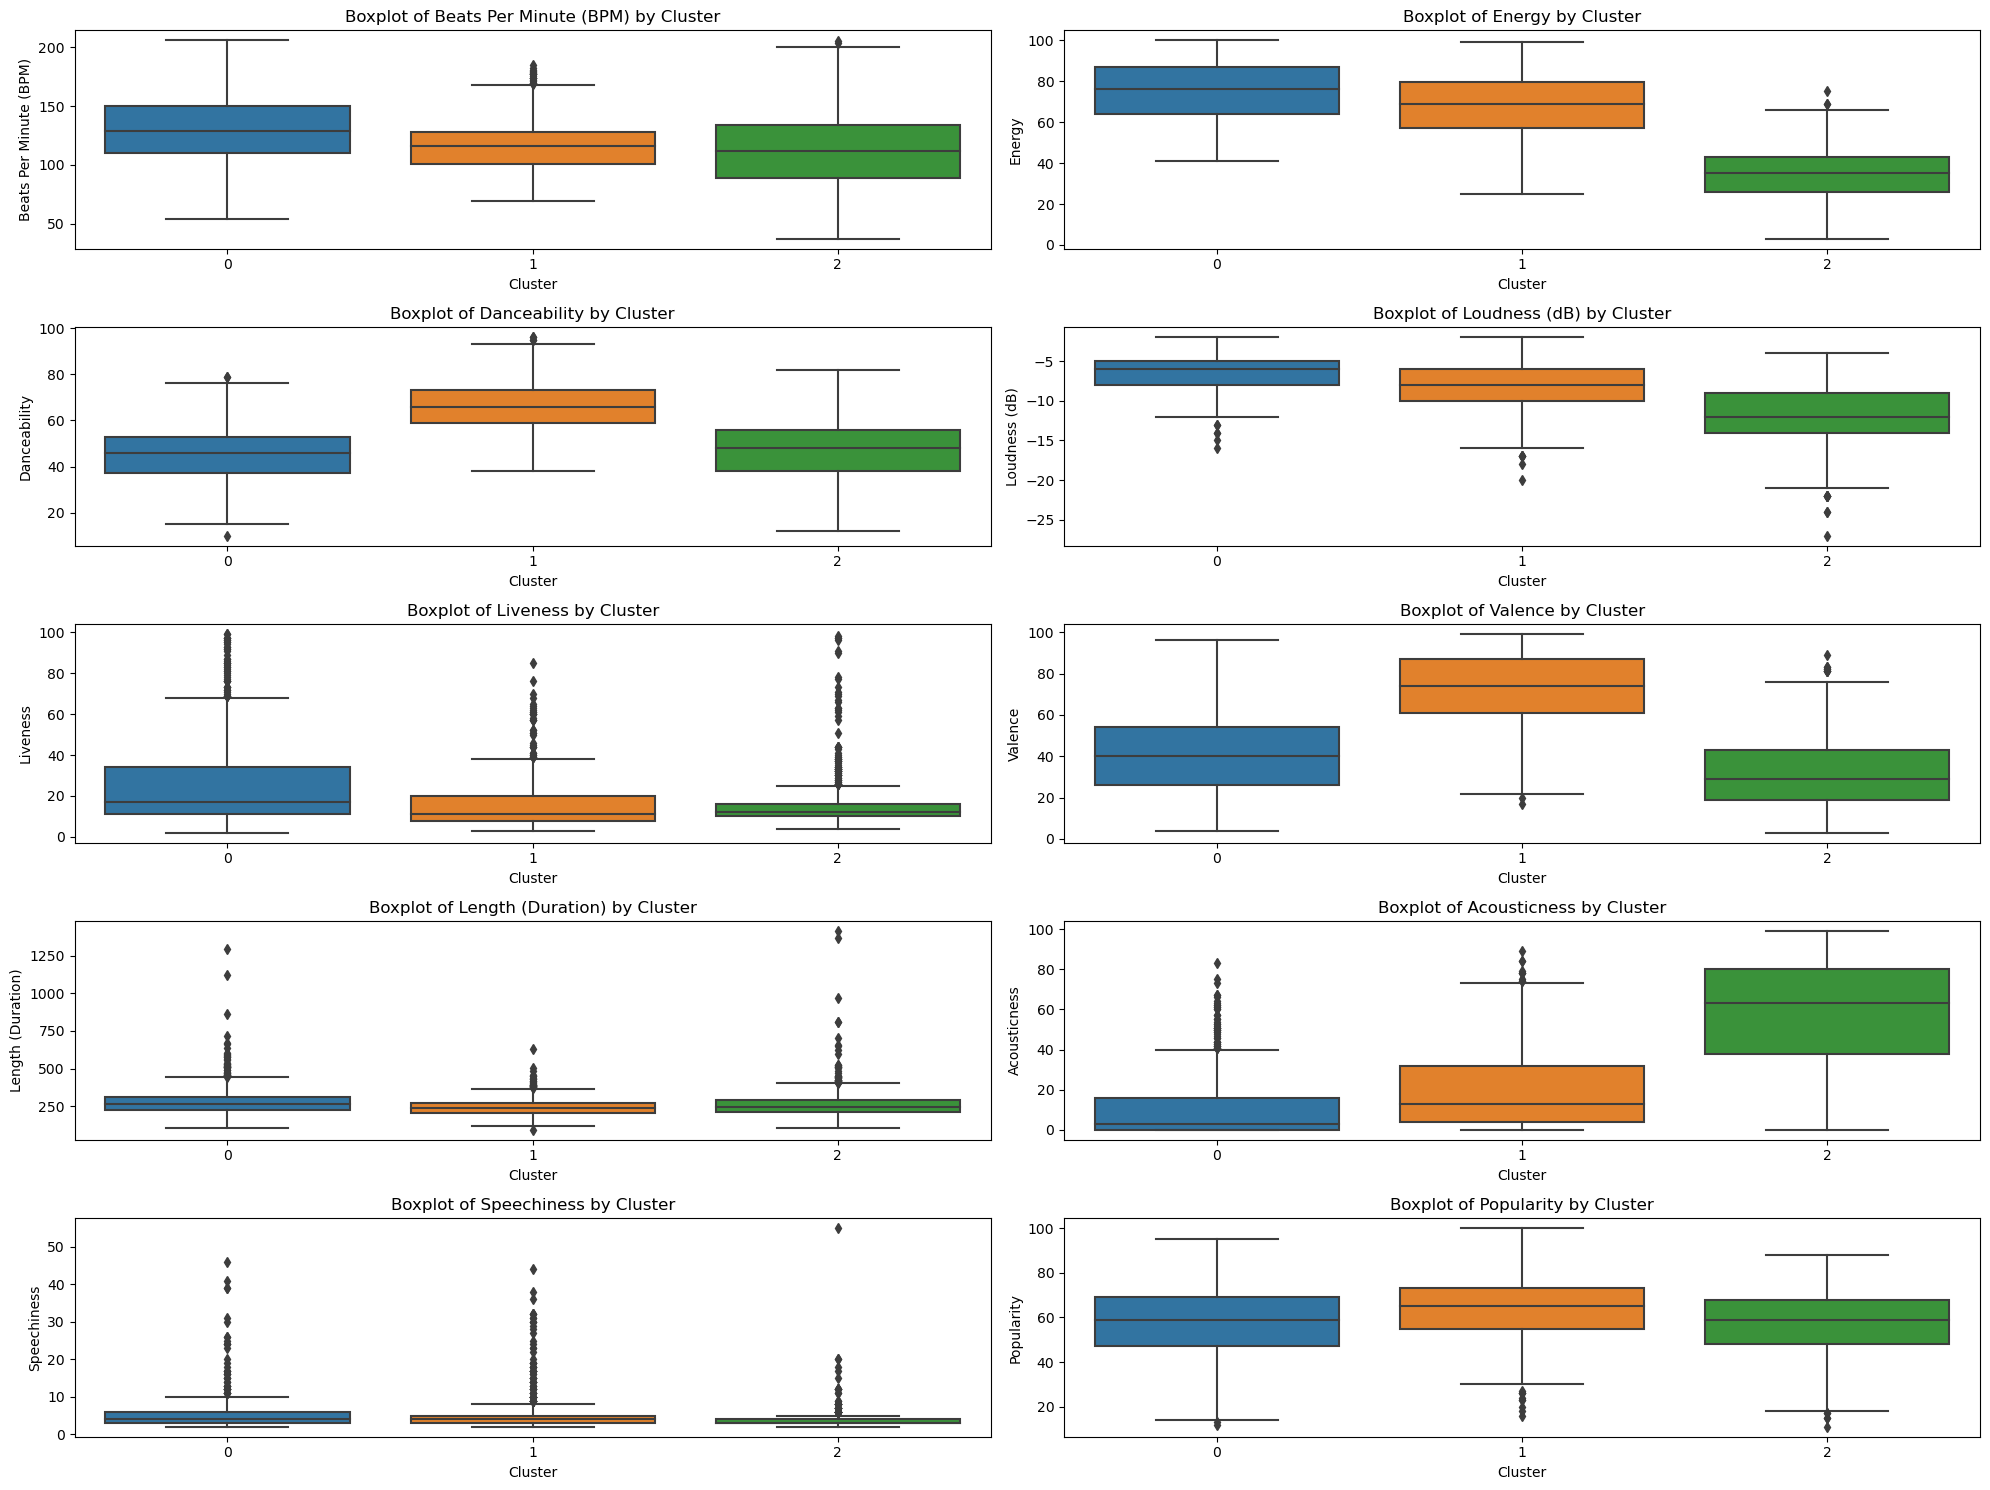 Boxplot of Beats Per Minute (BPM) by Cluster
Beats Per Minute (BPM)
200
150
100
50
0 1 2
Cluster
Boxplot of Energy by Cluster
Energy
100
80
60
40
20
0
0 1 2
Cluster
Boxplot of Danceability by Cluster
Danceability
100
80
60
40
20
0 1 2
Cluster
Boxplot of Loudness (dB) by Cluster
Loudness (dB)
−5
−10
−15
−20
−25
0 1 2
Cluster
Boxplot of Liveness by Cluster
Liveness
100
80
60
40
20
0
0 1 2
Cluster
Boxplot of Valence by Cluster
Valence
100
80
60
40
20
0
0 1 2
Cluster
Boxplot of Length (Duration) by Cluster
Length (Duration)
1250
1000
750
500
250
0 1 2
Cluster
Boxplot of Acousticness by Cluster
Acousticness
100
80
60
40
20
0
0 1 2
Cluster
Boxplot of Speechiness by Cluster
Speechiness
50
40
30
20
10
0
0 1 2
Cluster
Boxplot of Popularity by Cluster
Popularity
100
80
60
40
20
0 1 2
Cluster